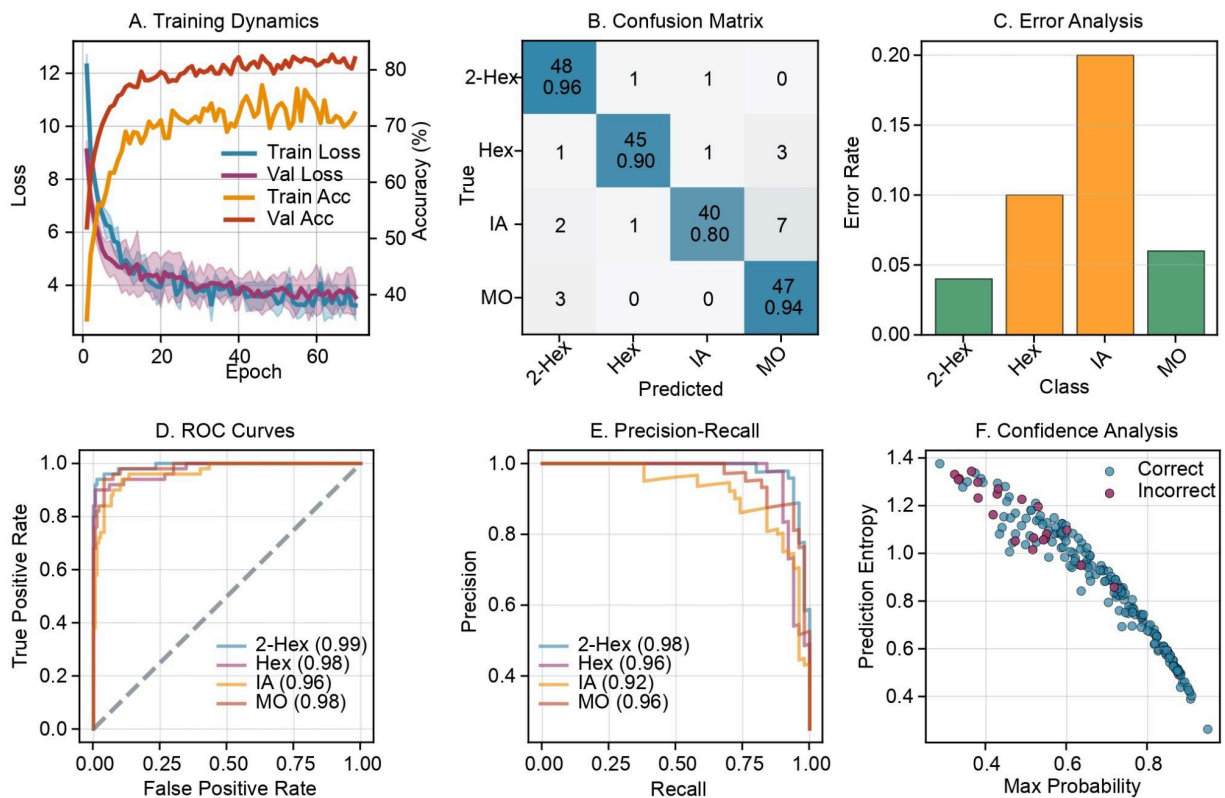 A. Training Dynamics
12
10
8
6
4
Loss
80
70
60
50
40
Accuracy (%)
Train Loss
Val Loss
Train Acc
Val Acc
0
20
40
60
Epoch
B. Confusion Matrix
2-Hex
Hex
IA
MO
True
48
0.96
1
1
0
1
45
0.90
1
3
2
1
40
0.80
7
3
0
0
47
0.94
2-Hex
Hex
IA
MO
Predicted
C. Error Analysis
0.20
0.15
0.10
0.05
0.00
Error Rate
2-Hex
Hex
IA
MO
Class
D. ROC Curves
1.0
0.8
0.6
0.4
0.2
0.0
True Positive Rate
2-Hex (0.99)
Hex (0.98)
IA (0.96)
MO (0.98)
0.00
0.25
0.50
0.75
1.00
False Positive Rate
E. Precision-Recall
1.0
0.8
0.6
0.4
Precision
2-Hex (0.98)
Hex (0.96)
IA (0.92)
MO (0.96)
0.00
0.25
0.50
0.75
1.00
Recall
F. Confidence Analysis
1.4
1.2
1.0
0.8
0.6
0.4
Prediction Entropy
Correct
Incorrect
0.4
0.6
0.8
Max Probability